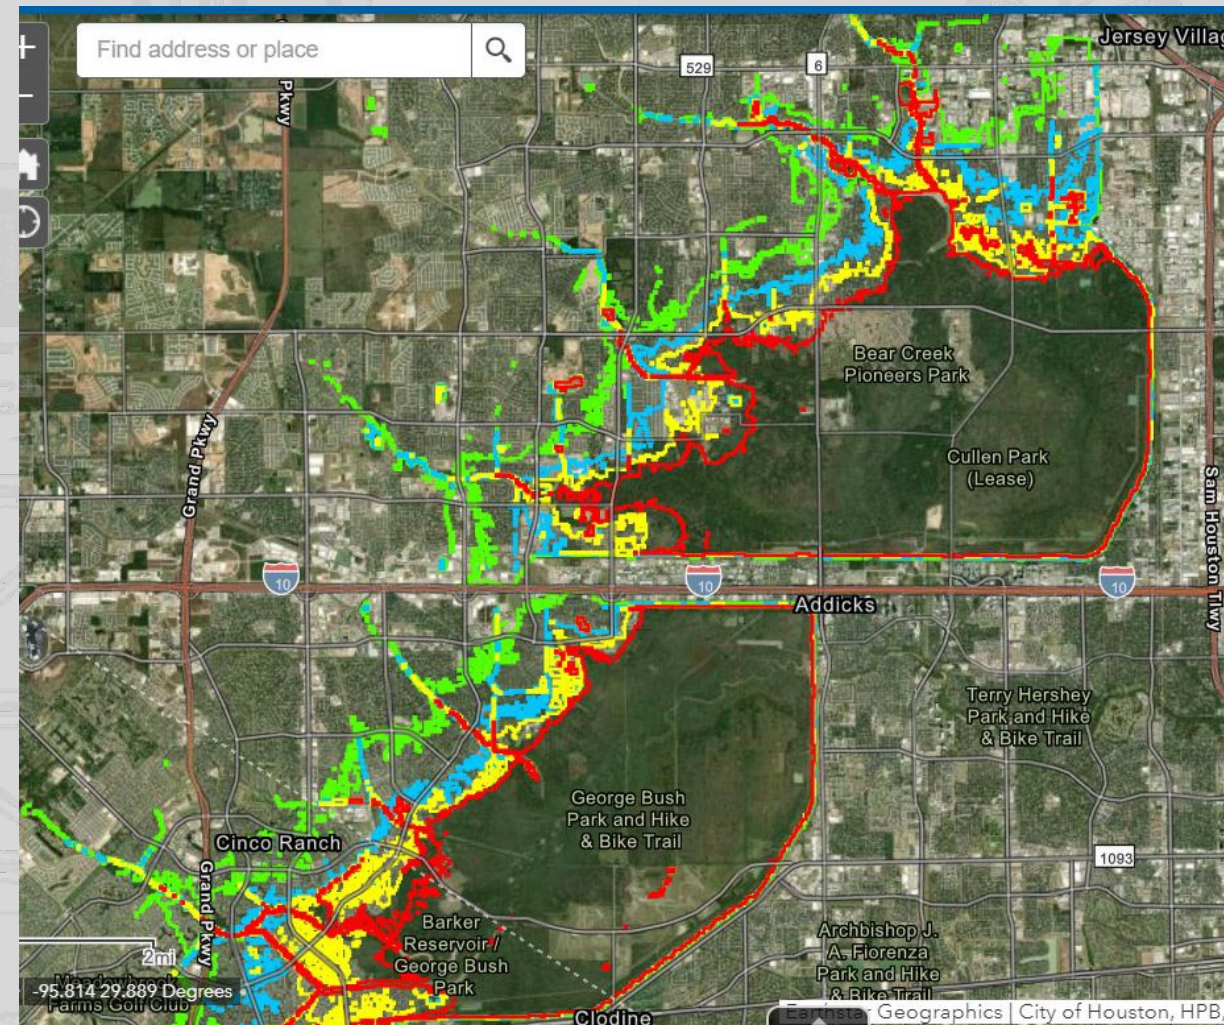 +
Find address or place
−
Pkwy
529
6
Jersey Villag
Bear Creek
Pioneers Park
Grand Pkwy
Cullen Park
(Lease)
Sam Houston Tlwy
10
10
10
Addicks
Terry Hershey
Park and Hike
& Bike Trail
George Bush
Park and Hike
& Bike Trail
Cinco Ranch
1093
Grand Pkwy
Barker
Reservoir /
George Bush
Park
Archbishop J.
A. Fiorenza
Park and Hike
& Bike Trail
2mi
-95.814 29.889 Degrees
Farms Golf Club
Clodine
Earthstar Geographics | City of Houston, HPB,